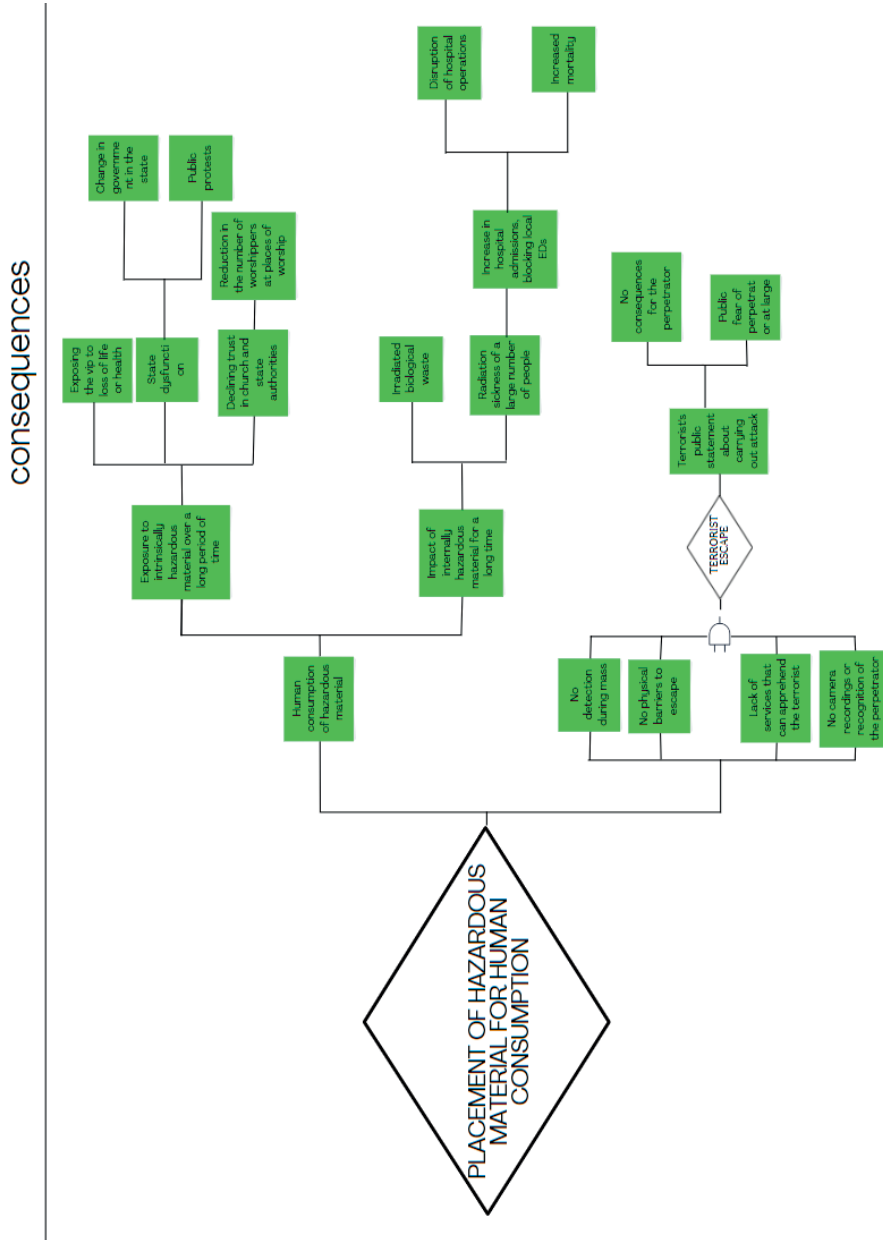 consequences
PLACEMENT OF HAZARDOUS
MATERIAL FOR HUMAN
CONSUMPTION
Human
consumption
of hazardous
material
Exposure to
intrinsically
hazardous
material over a
long period of
time
Exposing
the vip to
loss of life
or health
State
dysfuncti
on
Change in
governme
nt in the
state
Public
protests
Declining trust
in church and
state
authorities
Reduction in
the number of
worshippers
at places of
worship
Impact of
internally
hazardous
material for a
long time
Irradiated
biological
waste
Radiation
sickness of a
large number
of people
Increase in
hospital
admissions,
blocking local
EDs
Disruption
of hospital
operations
Increased
mortality
No
detection
during mass
No physical
barriers to
escape
Lack of
services that
can apprehend
the terrorist
No camera
recordings or
recognition of
the perpetrator
TERRORIST
ESCAPE
Terrorist's
public
statement
about
carrying
out attack
No
consequences
for the
perpetrator
Public
fear of
perpetrat
or at large